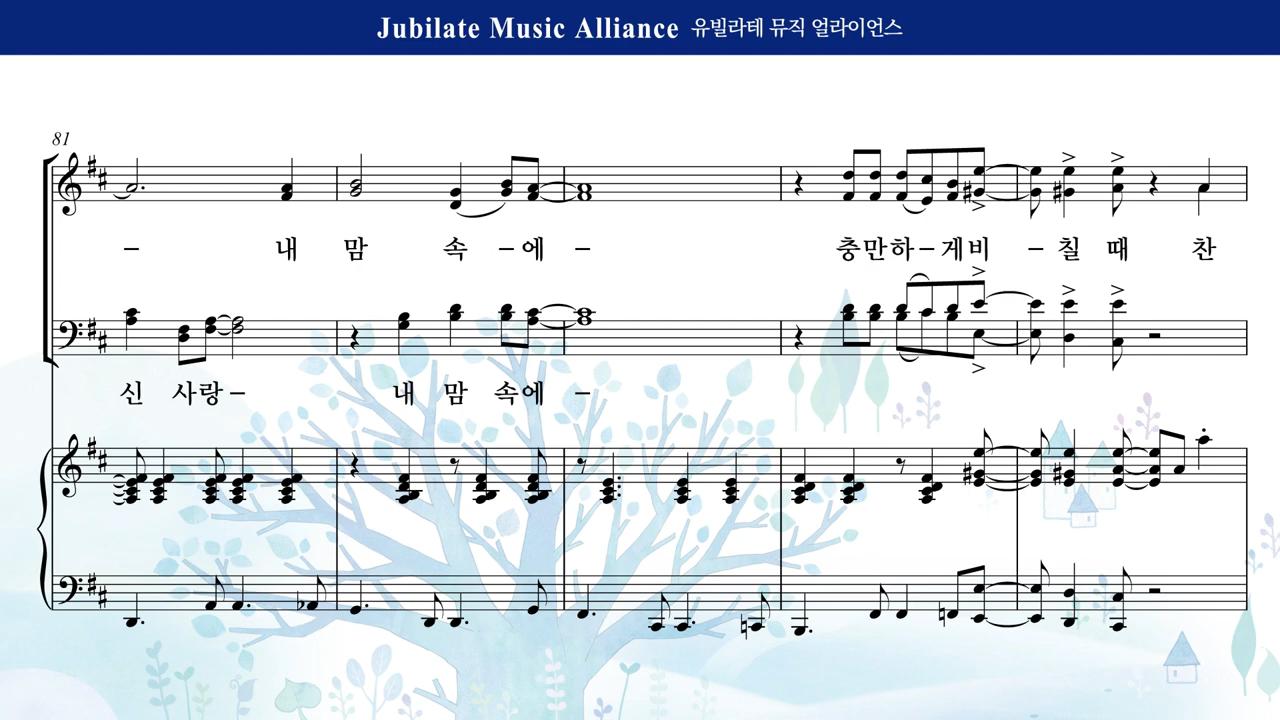 Jubilate Music Alliance 유빌라테 뮤직 얼라이언스
81
– 내 맘 속 –에 – 충만하–게비 –칠 때 찬
신 사랑– 내 맘 속에 –